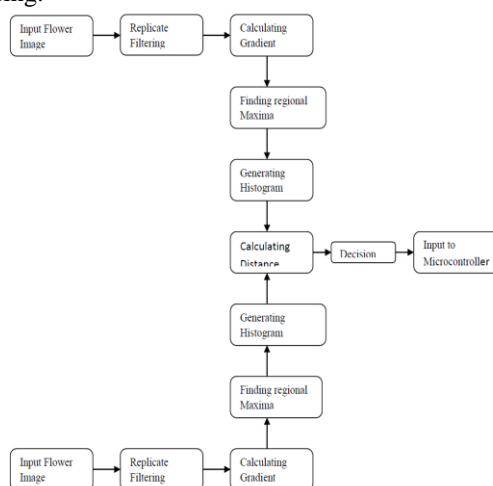 Input Flower
Image
Replicate
Filtering
Calculating
Gradient
Finding regional
Maxima
Generating
Histogram
Calculating
Distance
Decision
Input to
Microcontroller
Generating
Histogram
Finding regional
Maxima
Input Flower
Image
Replicate
Filtering
Calculating
Gradient